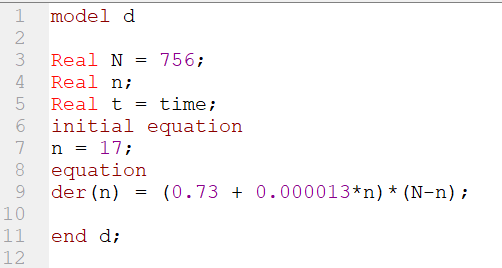 1 model d
2
3 Real N = 756;
4 Real n;
5 Real t = time;
6 initial equation
7 n = 17;
8 equation
9 der(n) = (0.73 + 0.000013*n)*(N-n);
10
11 end d;
12